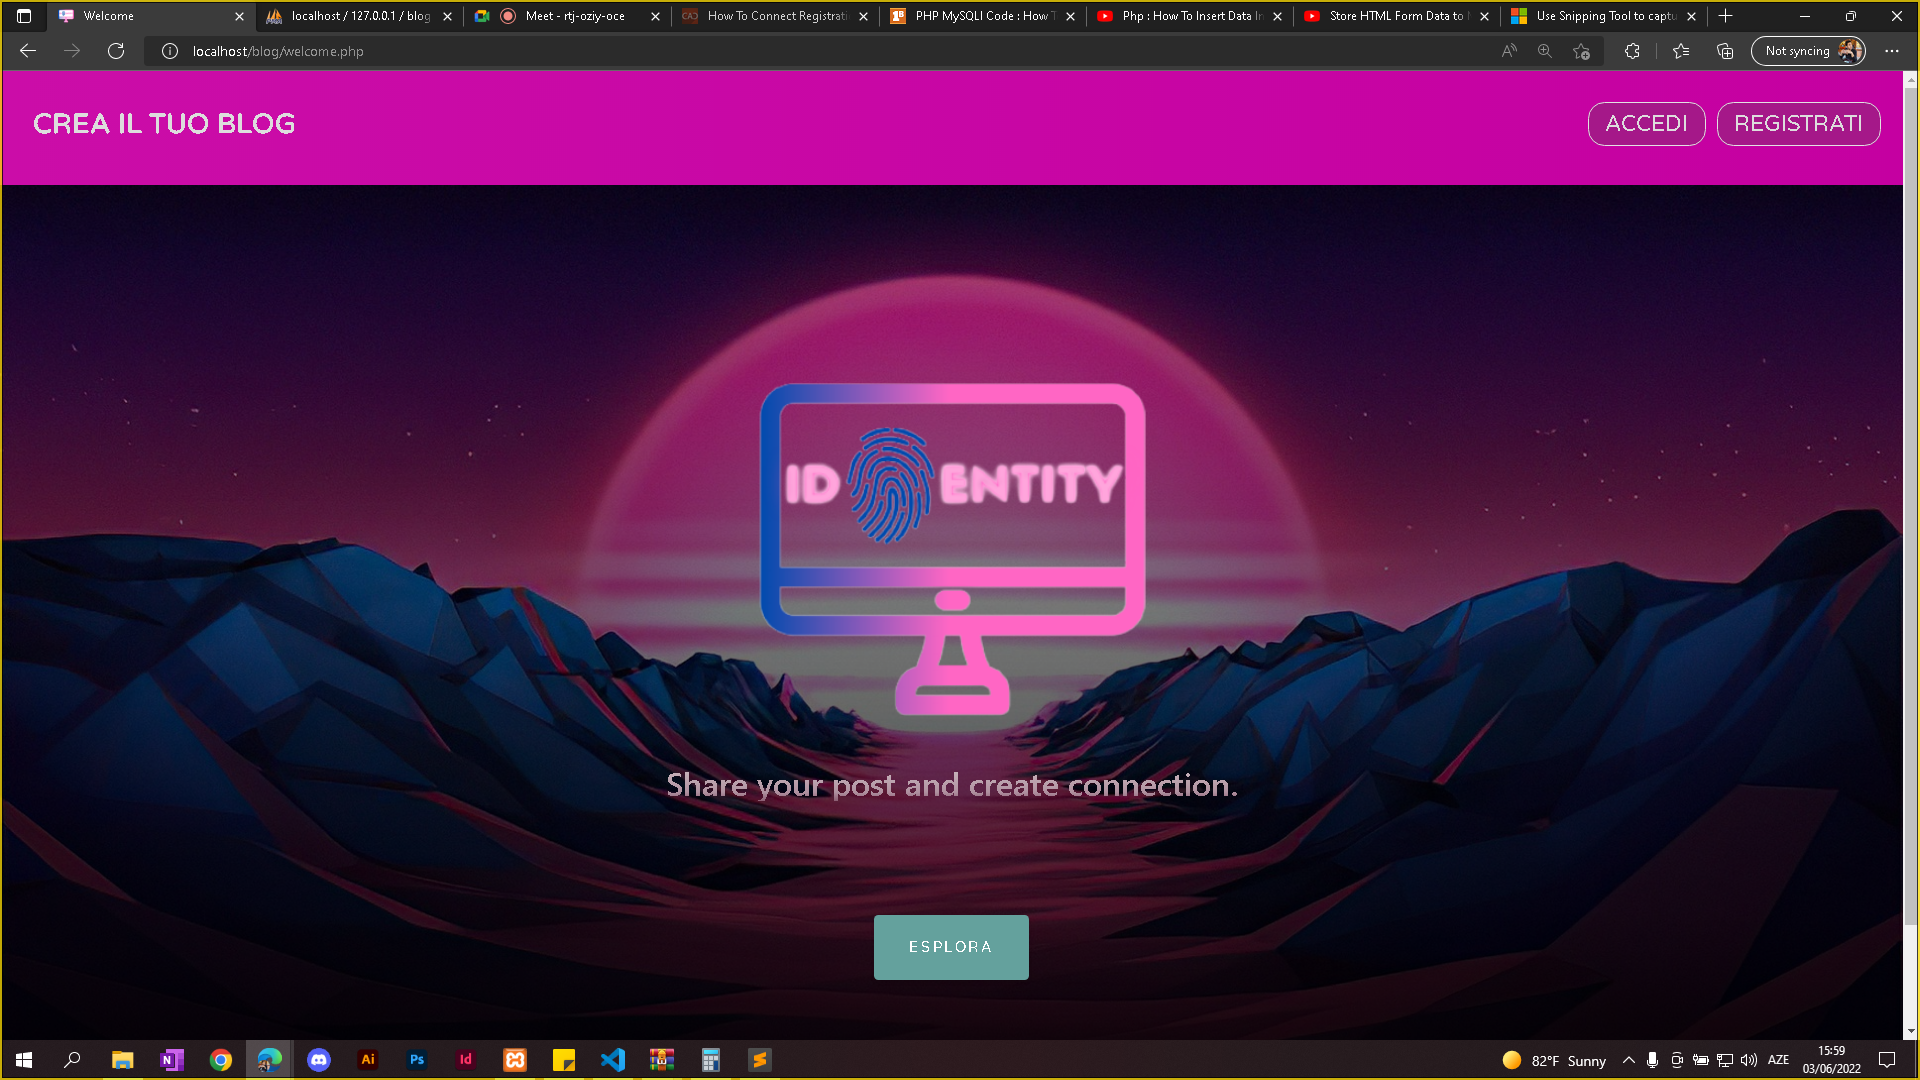 Welcome
localhost / 127.0.0.1 / blog
Meet - rtj-oziy-oce
How To Connect Registrati
PHP MySQLI Code : How T
Php : How To Insert Data In
Store HTML Form Data to
Use Snipping Tool to captu
localhost/blog/welcome.php
Not syncing
CREA IL TUO BLOG
ACCEDI
REGISTRATI
ID ENTITY
Share your post and create connection.
ESPLORA
82°F Sunny
AZE
15:59
03/06/2022